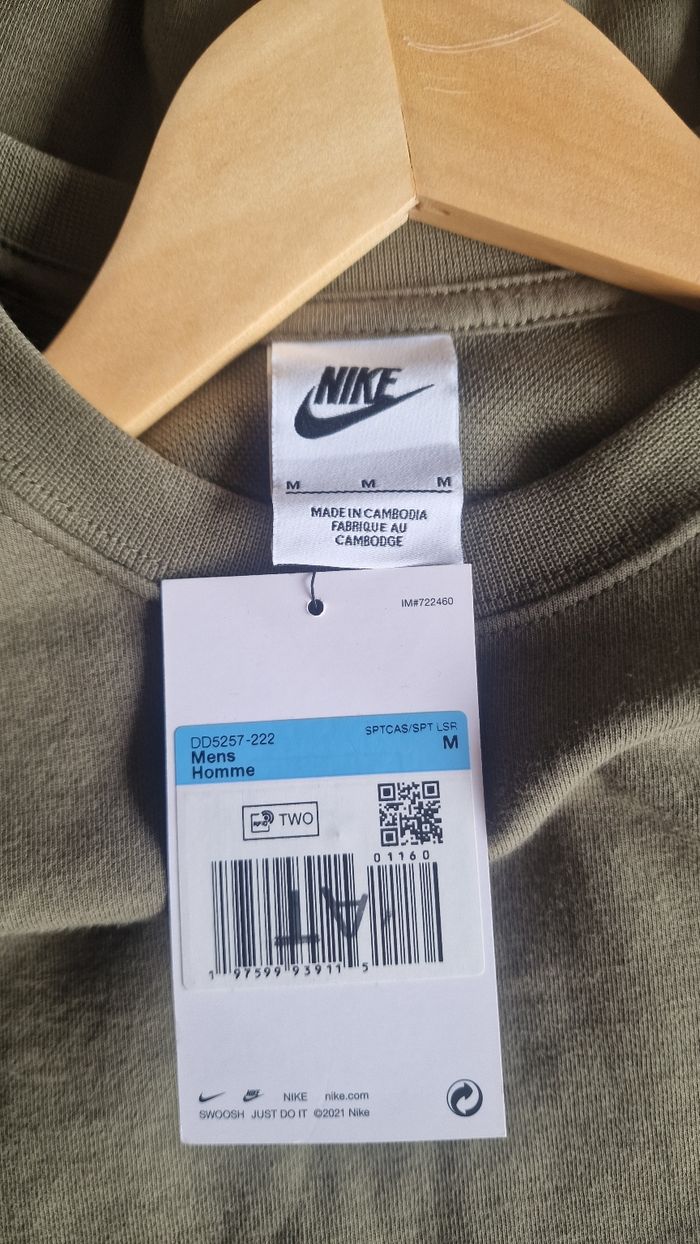 NIKE
M M M
MADE IN CAMBODIA
FABRIQUE AU
CAMBODGE
IM#722460
DD5257-222
SPTCAS/SPT LSR
Mens
M
Homme
TWO
01160
1 97599 93911 5
NIKE nike.com
SWOOSH JUST DO IT ©2021 Nike